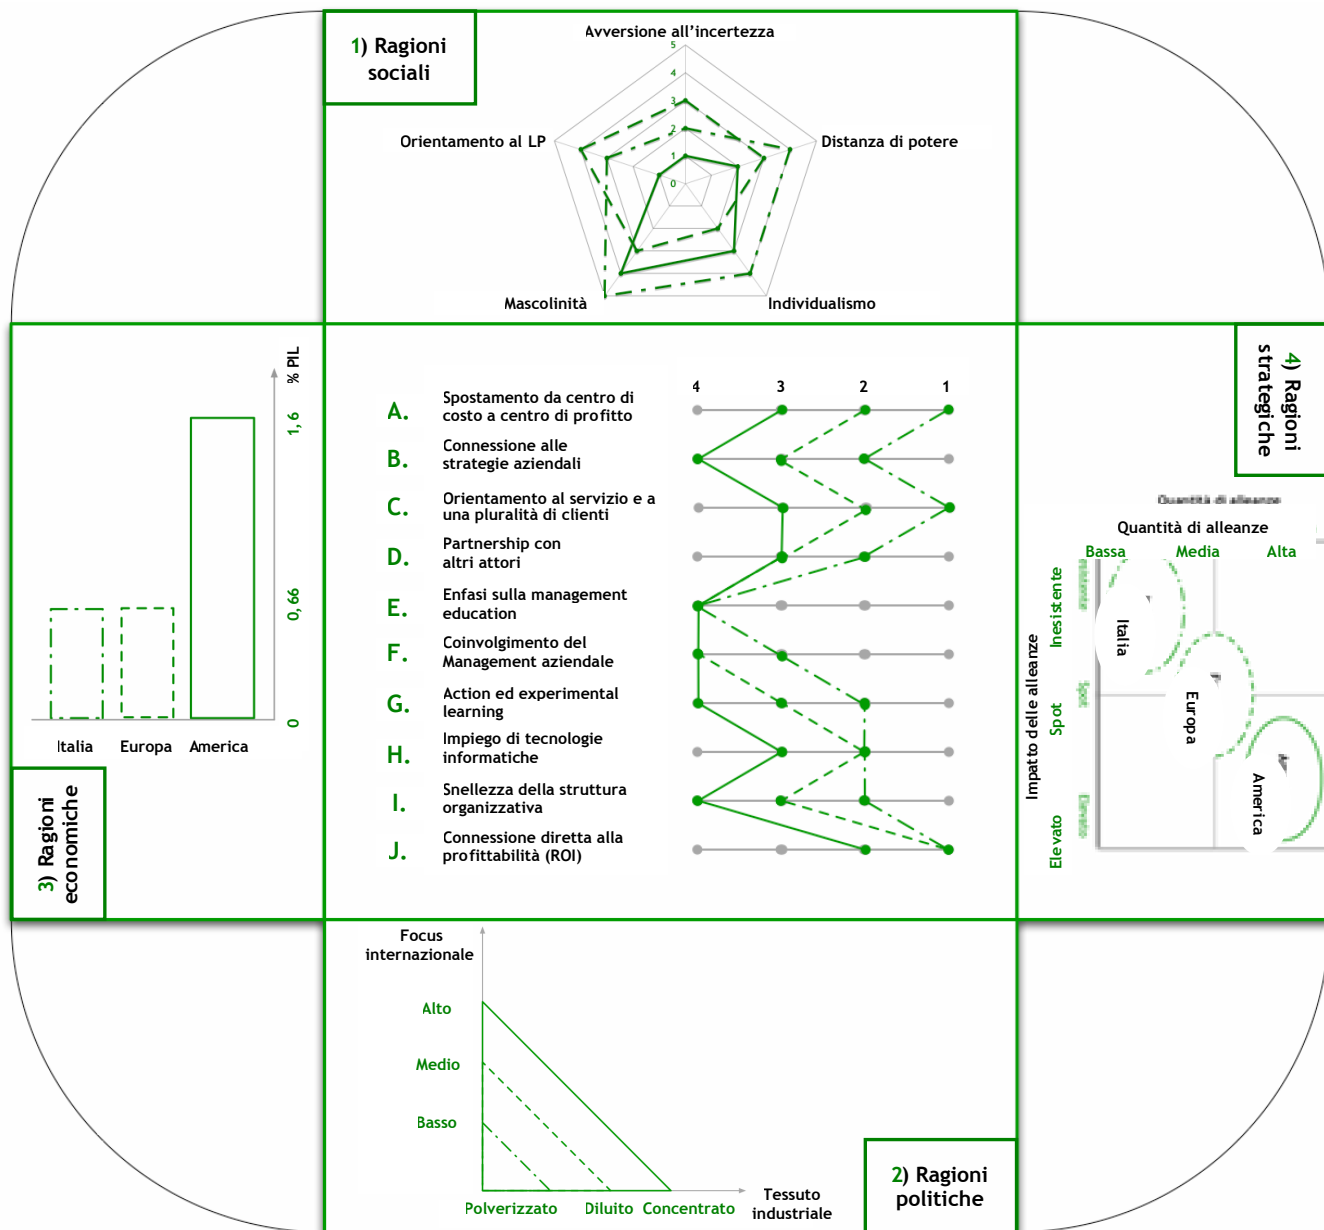 1) Ragioni
sociali
Avversione all'incertezza
5
4
3
2
1
0
Orientamento al LP
Distanza di potere
Mascolinità
Individualismo
% PIL
1,6
0,66
0
Italia
Europa
America
3) Ragioni
economiche
4
3
2
1
A.
Spostamento da centro di
costo a centro di profitto
B.
Connessione alle
strategie aziendali
C.
Orientamento al servizio e a
una pluralità di clienti
D.
Partnership con
altri attori
E.
Enfasi sulla management
education
F.
Coinvolgimento del
Management aziendale
G.
Action ed experimental
learning
H.
Impiego di tecnologie
informatiche
I.
Snellezza della struttura
organizzativa
J.
Connessione diretta alla
profittabilità (ROI)
4) Ragioni
strategiche
Quantità di alleanze
Quantità di alleanze
Bassa
Media
Alta
Impatto delle alleanze
Inesistente
Spot
Spot
Elevato
Elevato
Italia
Europa
America
Focus
internazionale
Alto
Medio
Basso
Polverizzato
Diluito
Concentrato
Tessuto
industriale
2) Ragioni
politiche